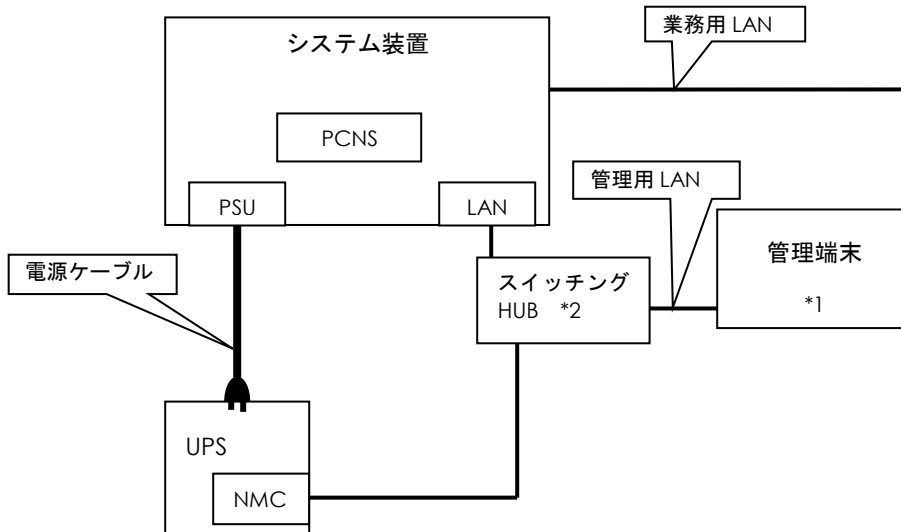 業務用 LAN
システム装置
PCNS
管理用 LAN
PSU
LAN
管理端末
*1
電源ケーブル
スイッチング
HUB *2
UPS
NMC